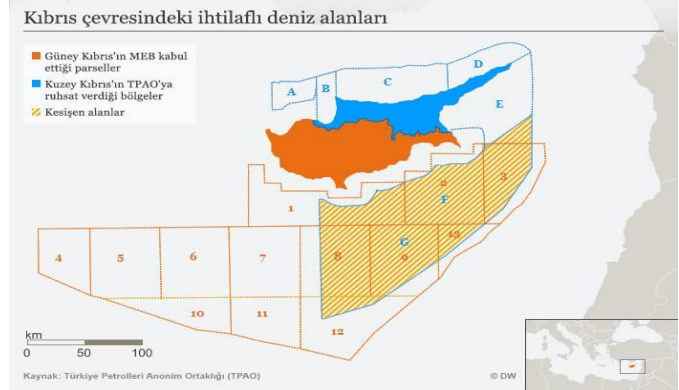 Kıbrıs çevresindeki ihtilaflı deniz alanları
Güney Kıbrıs'ın MEB kabul
ettiği parseller
Kuzey Kıbrıs'ın TPAO'ya
ruhsat verdiği bölgeler
Kesişen alanlar
A
B
C
D
E
1
2
3
F
4
5
6
7
8
G
9
13
10
11
12
km
0
50
100
Kaynak: Türkiye Petrolleri Anonim Ortaklığı (TPAO)
© DW